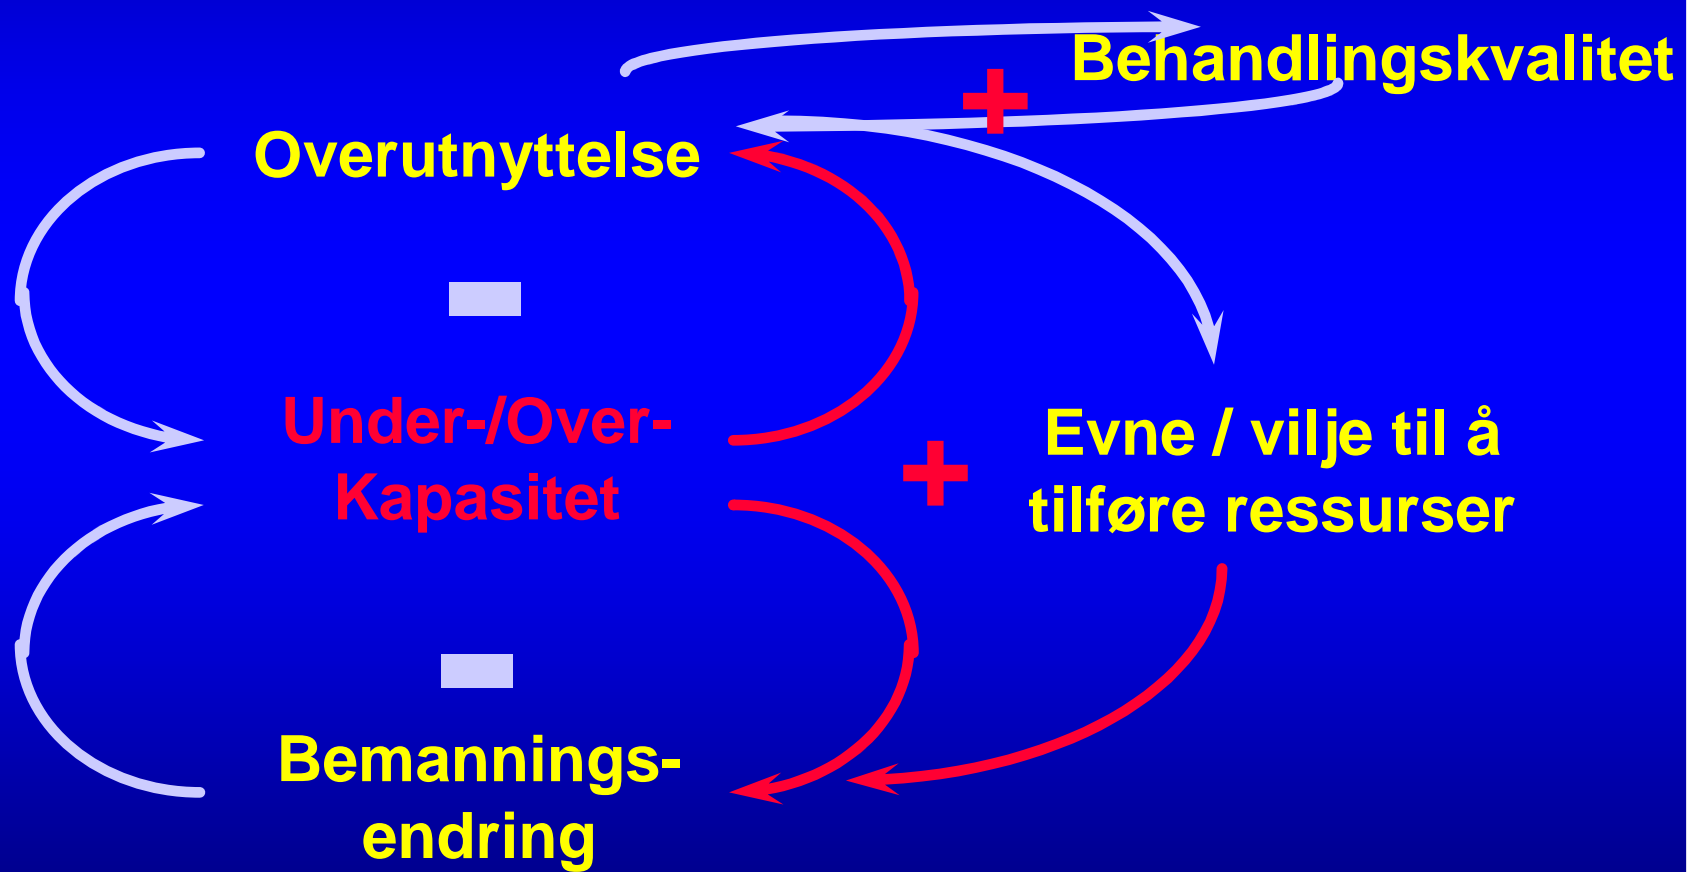 Behandlingskvalitet
+
Overutnyttelse
-
Under-/Over-
Kapasitet
+
Evne / vilje til å
tilføre ressurser
-
Bemannings-
endring